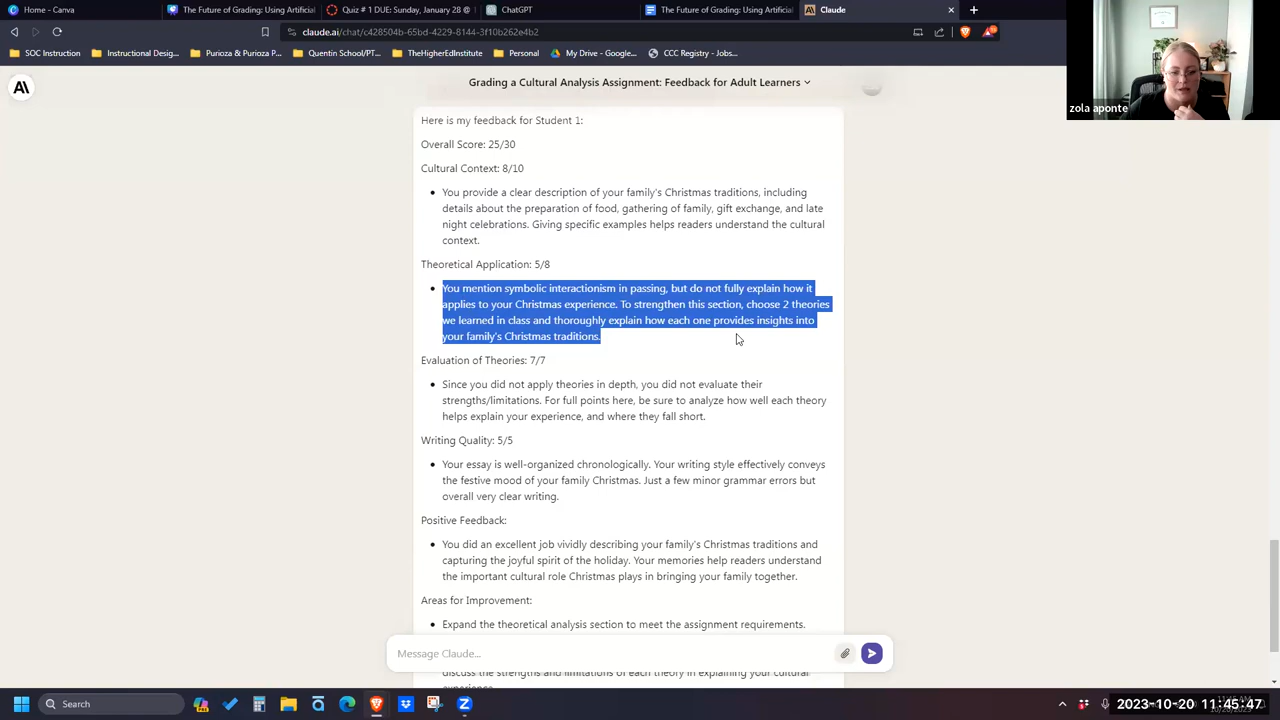 Home - Canva
The Future of Grading: Using Artificial
Quiz # 1 DUE: Sunday, January 28 @
ChatGPT
The Future of Grading: Using Artificial
Claude
claude.ai/chat/c428504b-65bd-4229-8144-3f10b262e4b2
SOC Instruction
Instructional Desig...
Purioza & Purioza P...
Quentin School/PT...
TheHigherEdInstitute
Personal
My Drive - Google...
CCC Registry - Jobs...
zola aponte
Grading a Cultural Analysis Assignment: Feedback for Adult Learners
Here is my feedback for Student 1:
Overall Score: 25/30
Cultural Context: 8/10
• You provide a clear description of your family's Christmas traditions, including
details about the preparation of food, gathering of family, gift exchange, and late
night celebrations. Giving specific examples helps readers understand the cultural
context.
Theoretical Application: 5/8
• You mention symbolic interactionism in passing, but do not fully explain how it
applies to your Christmas experience. To strengthen this section, choose 2 theories
we learned in class and thoroughly explain how each one provides insights into
your family's Christmas traditions.
Evaluation of Theories: 7/7
• Since you did not apply theories in depth, you did not evaluate their
strengths/limitations. For full points here, be sure to analyze how well each theory
helps explain your experience, and where they fall short.
Writing Quality: 5/5
• Your essay is well-organized chronologically. Your writing style effectively conveys
the festive mood of your family Christmas. Just a few minor grammar errors but
overall very clear writing.
Positive Feedback:
• You did an excellent job vividly describing your family's Christmas traditions and
capturing the joyful spirit of the holiday. Your memories help readers understand
the important cultural role Christmas plays in bringing your family together.
Areas for Improvement:
• Expand the theoretical analysis section to meet the assignment requirements.
Message Claude...
discuss the strengths and limitations of each theory in explaining your cultural
experience.
Search
2023-10-20 11:45:47